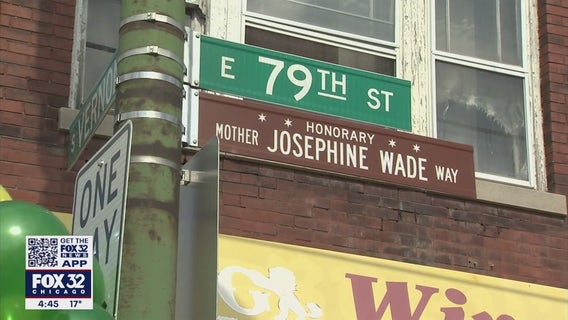 E 79TH ST
HONORARY
MOTHER JOSEPHINE WADE WAY
S VERNON
ONE
WAY
G
Win
GET THE
FOX 32
NEWS
APP
FOX 32
CHICAGO
4:45 17°